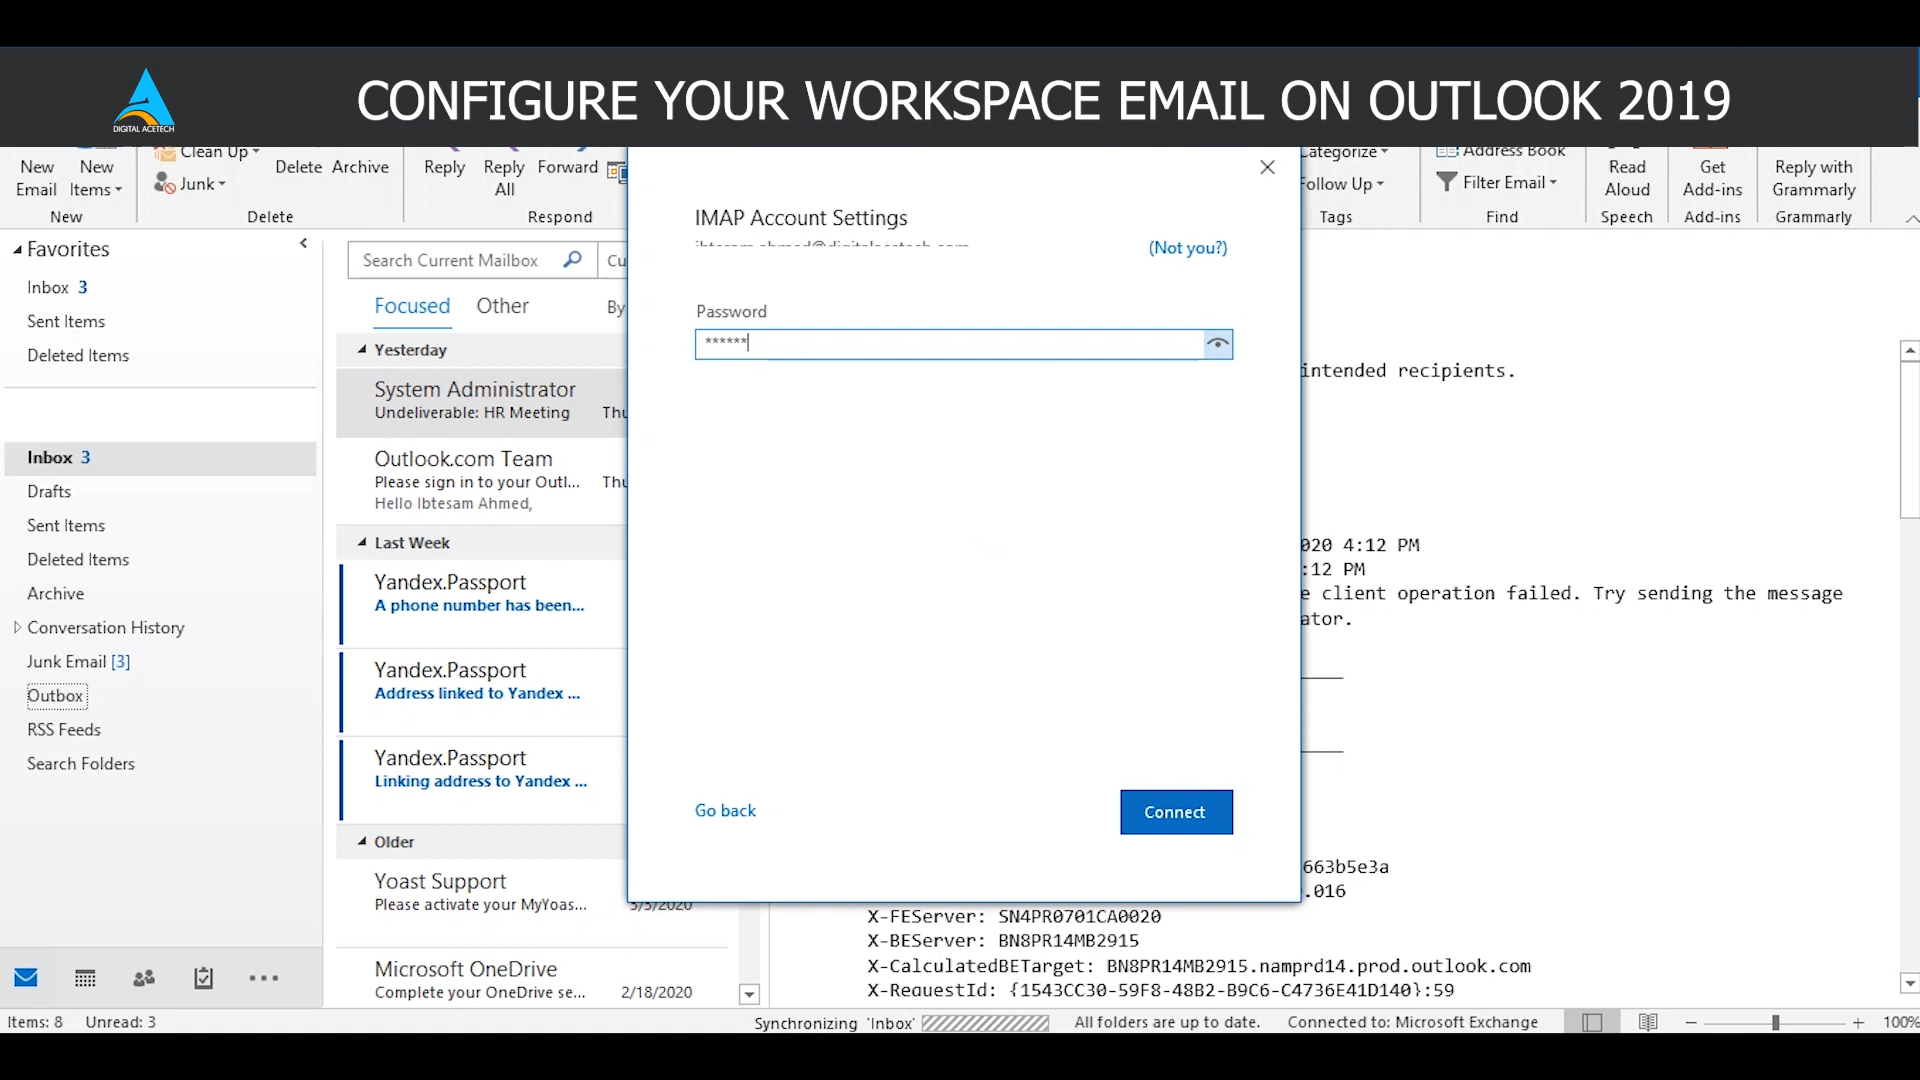 DIGITAL ACETECH
CONFIGURE YOUR WORKSPACE EMAIL ON OUTLOOK 2019
New Email
New Items
New
Clean Up
Junk
Delete
Archive
Delete
Reply
Reply All
Forward
Respond
Categorize
Follow Up
Tags
Address Book
Filter Email
Find
Read Aloud
Speech
Get Add-ins
Add-ins
Reply with Grammarly
Grammarly
Favorites
Inbox 3
Sent Items
Deleted Items
Inbox 3
Drafts
Sent Items
Deleted Items
Archive
Conversation History
Junk Email [3]
Outbox
RSS Feeds
Search Folders
Search Current Mailbox
Cu
Focused
Other
By
Yesterday
System Administrator
Undeliverable: HR Meeting Thu
Outlook.com Team
Please sign in to your Outl... Thu
Hello Ibtesam Ahmed,
Last Week
Yandex.Passport
A phone number has been...
Yandex.Passport
Address linked to Yandex ...
Yandex.Passport
Linking address to Yandex ...
Older
Yoast Support
Please activate your MyYoas... 3/3/2020
Microsoft OneDrive
Complete your OneDrive se... 2/18/2020
IMAP Account Settings
ibtesam.ahmed@digitalacetech.com
(Not you?)
Password
******
Go back
Connect
intended recipients.
020 4:12 PM
:12 PM
e client operation failed. Try sending the message
ator.
663b5e3a
.016
X-FEServer: SN4PR0701CA0020
X-BEServer: BN8PR14MB2915
X-CalculatedBETarget: BN8PR14MB2915.namprd14.prod.outlook.com
X-RequestId: {1543CC30-59F8-48B2-B9C6-C4736E41D140}:59
Items: 8 Unread: 3
Synchronizing 'Inbox'
All folders are up to date.
Connected to: Microsoft Exchange
100%